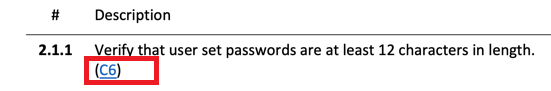 # Description
2.1.1 Verify that user set passwords are at least 12 characters in length.
(C6)